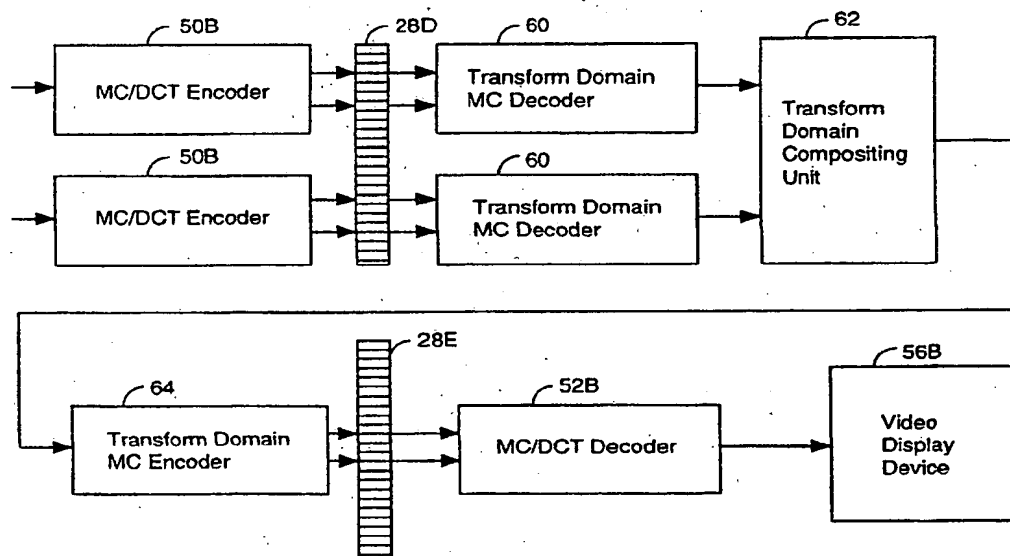 50B
28D
60
62
MC/DCT Encoder
Transform Domain
MC Decoder
Transform
Domain
Compositing
Unit
50B
60
MC/DCT Encoder
Transform Domain
MC Decoder
28E
64
52B
56B
Transform Domain
MC Encoder
MC/DCT Decoder
Video
Display
Device